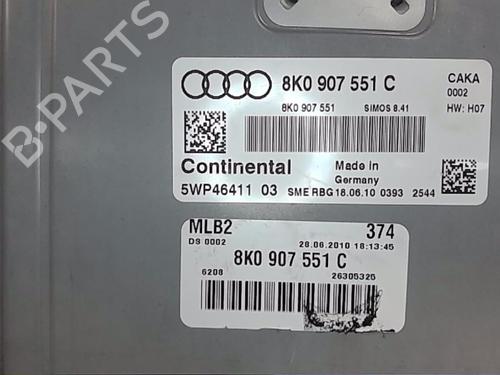 B-PARTS
8K0 907 551 C
CAKA
0002
8K0 907 551
SIMOS 8.41
HW: H07
Continental
Made in
Germany
5WP46411 03
SME RBG 18.06.10 0393 2544
MLB2
374
DS 0002
28.06.2010 18:13:45
8K0 907 551 C
6208
26305325